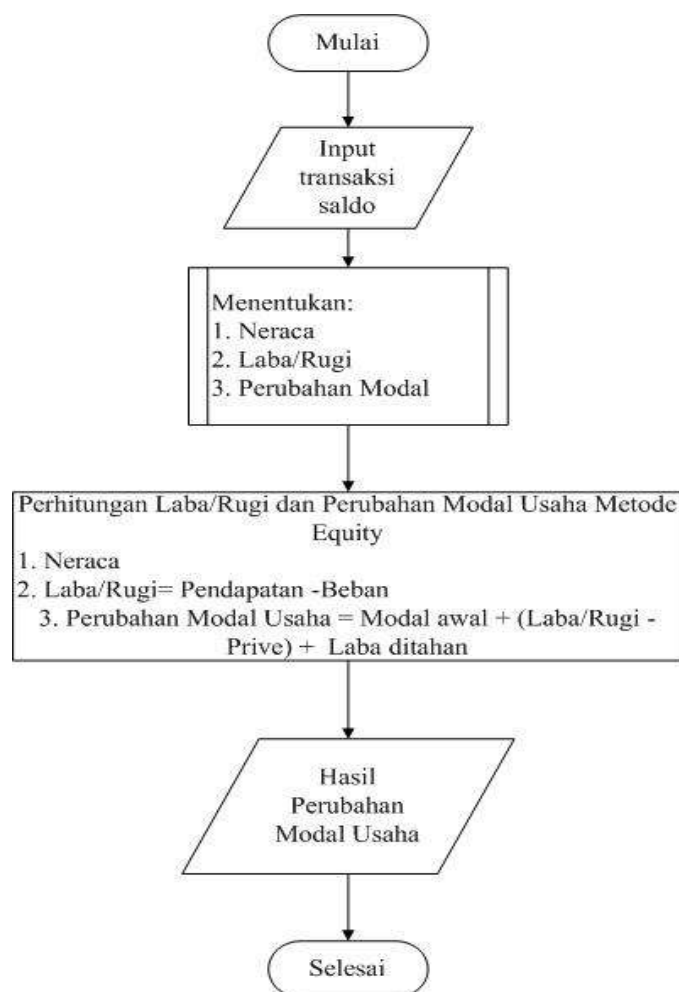 Mulai
Input
transaksi
saldo
Menentukan:
1. Neraca
2. Laba/Rugi
3. Perubahan Modal
Perhitungan Laba/Rugi dan Perubahan Modal Usaha Metode
Equity
1. Neraca
2. Laba/Rugi= Pendapatan -Beban
3. Perubahan Modal Usaha = Modal awal + (Laba/Rugi -
Prive) + Laba ditahan
Hasil
Perubahan
Modal Usaha
Selesai